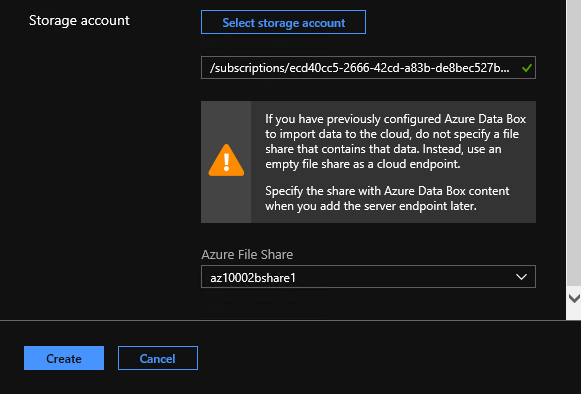 Storage account
Select storage account
/subscriptions/ecd40cc5-2666-42cd-a83b-de8bec527b...
If you have previously configured Azure Data Box
to import data to the cloud, do not specify a file
share that contains that data. Instead, use an
empty file share as a cloud endpoint.
Specify the share with Azure Data Box content
when you add the server endpoint later.
Azure File Share
az10002bshare1
Create
Cancel